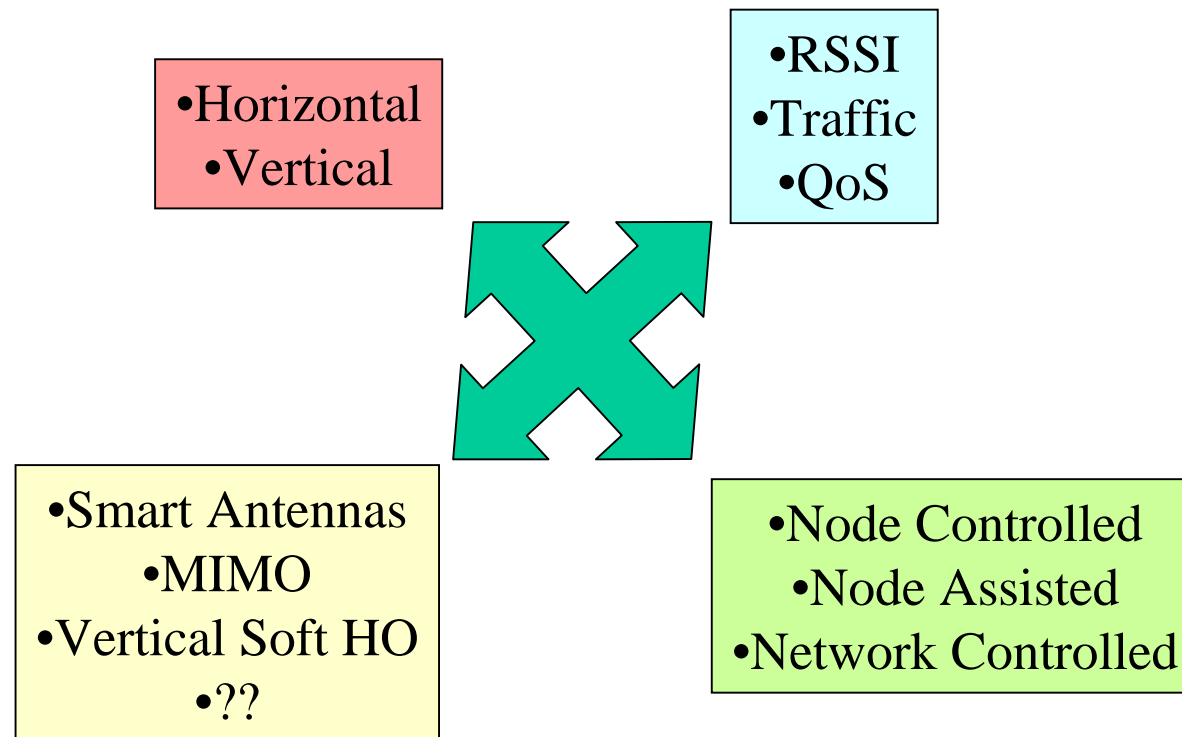 •Horizontal
•Vertical
•RSSI
•Traffic
•QoS
•Smart Antennas
•MIMO
•Vertical Soft HO
•??
•Node Controlled
•Node Assisted
•Network Controlled